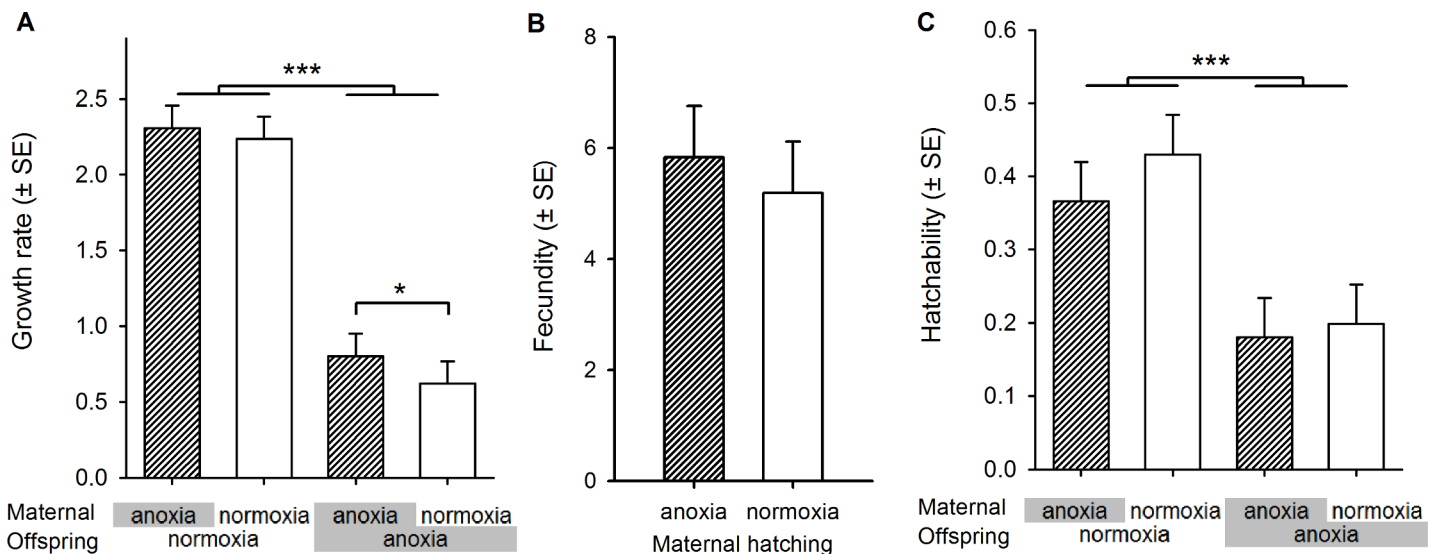 A
Growth rate (± SE)
2.5
2.0
1.5
1.0
0.5
0.0
***
*
Maternal anoxia normoxia anoxia normoxia
Offspring normoxia anoxia
B
Fecundity (± SE)
8
6
4
2
0
anoxia normoxia
Maternal hatching
C
Hatchability (± SE)
0.6
0.5
0.4
0.3
0.2
0.1
0.0
***
Maternal anoxia normoxia anoxia normoxia
Offspring normoxia anoxia